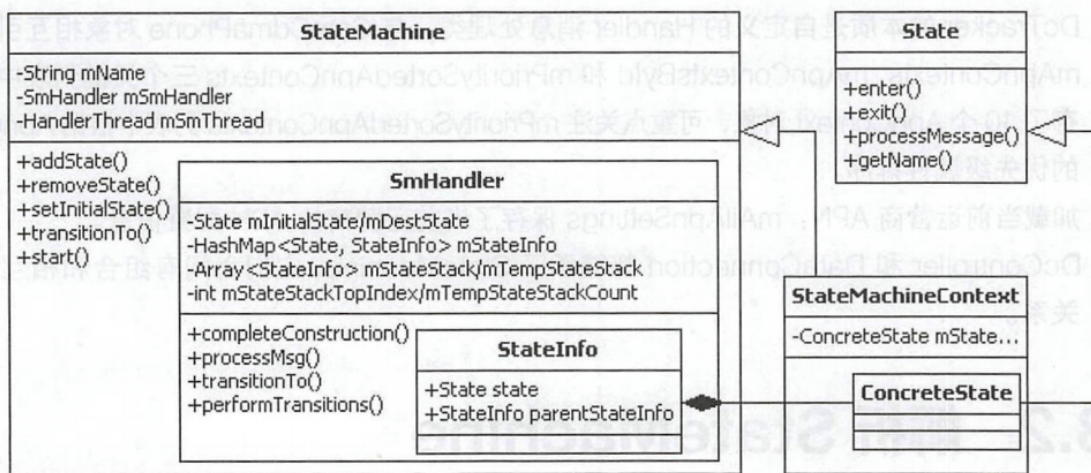 StateMachine
-String mName
-SmHandler mSmHandler
-HandlerThread mSmThread
+addState()
+removeState()
+setInitialState()
+transitionTo()
+start()
SmHandler
-State mInitialState/mDestState
-HashMap<State, StateInfo> mStateInfo
-Array <StateInfo> mStateStack/mTempStateStack
-int mStateStackTopIndex/mTempStateStackCount
+completeConstruction()
+processMsg()
+transitionTo()
+performTransitions()
StateInfo
+State state
+StateInfo parentStateInfo
State
+enter()
+exit()
+processMessage()
+getName()
StateMachineContext
-ConcreteState mState...
ConcreteState